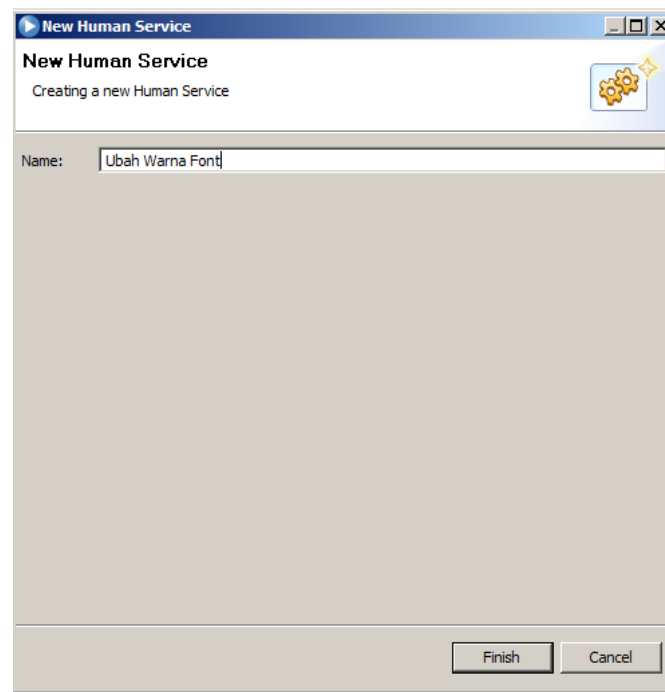 New Human Service
New Human Service
Creating a new Human Service
Name: Ubah Warna Font
Finish Cancel